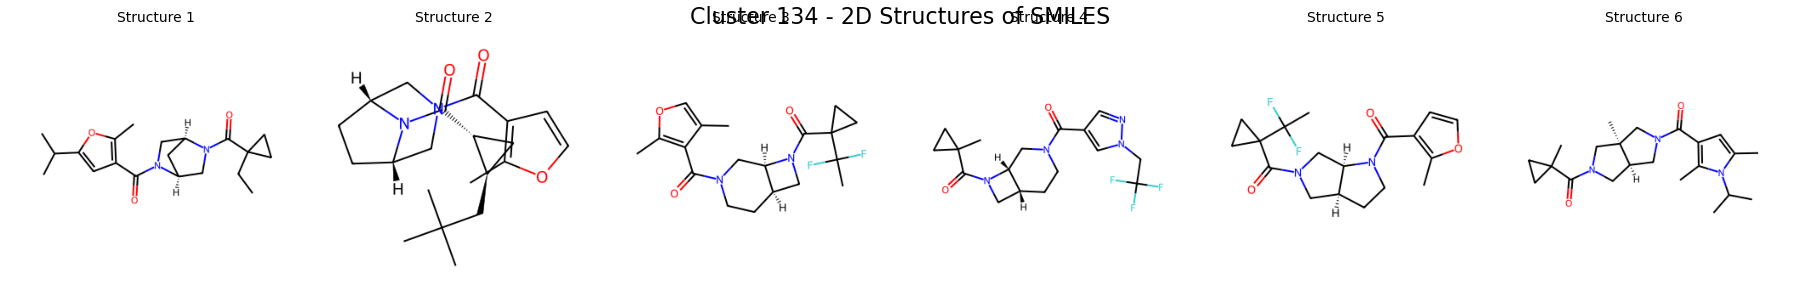 Cluster 134 - 2D Structures of SMILES
Structure 1
Structure 2
Structure 3
Structure 4
Structure 5
Structure 6
O
O
N
H
H
N
O
H
N
O
N
O
H
O
O
O
N
N
O
F
F
H
H
O
N
H
H
N
O
N
N
F
F
F
F
F
O
N
H
H
N
O
O
O
N
H
N
O
N